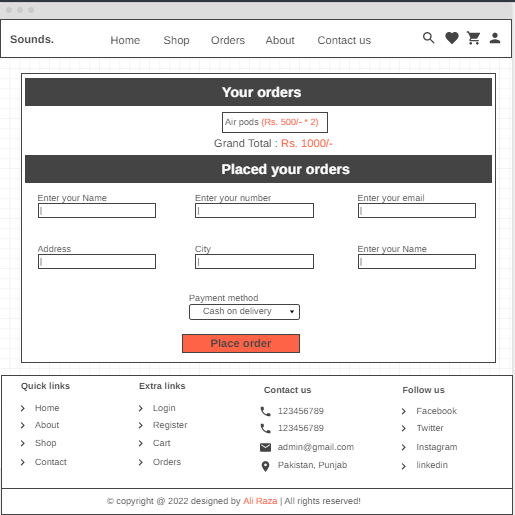 Sounds. Home Shop Orders About Contact us
Your orders
Air pods (Rs. 500/- * 2)
Grand Total : Rs. 1000/-
Placed your orders
Enter your Name Enter your number Enter your email
Address City Enter your Name
Payment method
Cash on delivery
Place order
Quick links
Home
About
Shop
Contact
Extra links
Login
Register
Cart
Orders
Contact us
123456789
123456789
admin@gmail.com
Pakistan, Punjab
Follow us
Facebook
Twitter
Instagram
linkedin
© copyright @ 2022 designed by Ali Raza | All rights reserved!